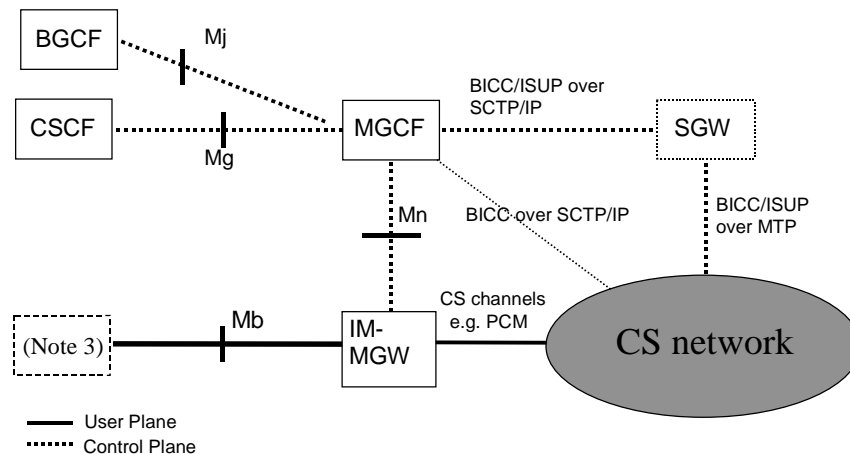 BGCF
Mj
BICC/ISUP over
SCTP/IP
CSCF
MGCF
SGW
Mg
Mn
BICC over SCTP/IP
BICC/ISUP
over MTP
Mb
CS channels
e.g. PCM
(Note 3)
IM-
MGW
CS network
User Plane
Control Plane